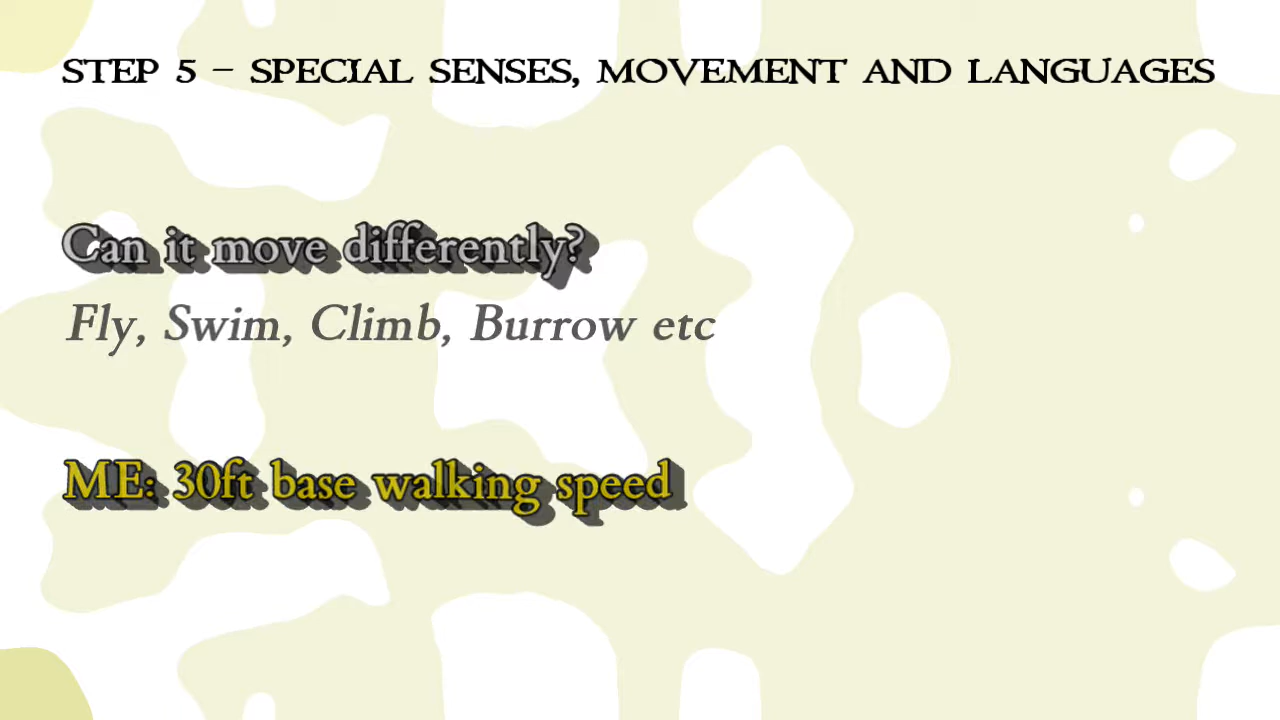 STEP 5 – SPECIAL SENSES, MOVEMENT AND LANGUAGES
Can it move differently?
Fly, Swim, Climb, Burrow etc
ME: 30ft base walking speed